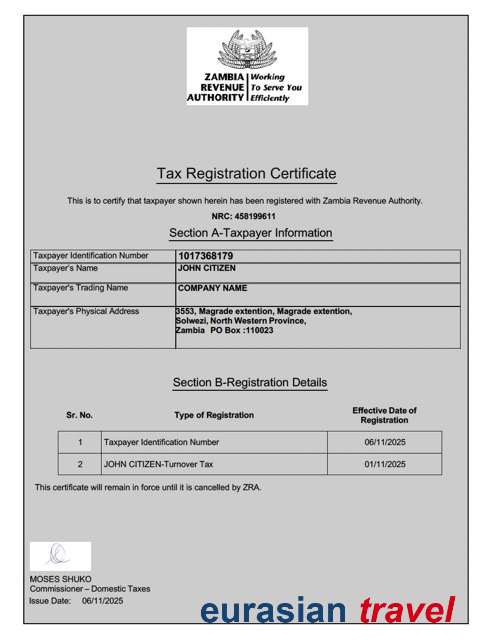 ZAMBIA
REVENUE
AUTHORITY
Working
To Serve You
Efficiently
Tax Registration Certificate
This is to certify that taxpayer shown herein has been registered with Zambia Revenue Authority.
NRC: 458199611
Section A-Taxpayer Information
Taxpayer Identification Number 1017368179
Taxpayer's Name JOHN CITIZEN
Taxpayer's Trading Name COMPANY NAME
Taxpayer's Physical Address 3553, Magrade extention, Magrade extention,
Solwezi, North Western Province,
Zambia PO Box :110023
Section B-Registration Details
Sr. No. Type of Registration Effective Date of
Registration
1 Taxpayer Identification Number 06/11/2025
2 JOHN CITIZEN-Turnover Tax 01/11/2025
This certificate will remain in force until it is cancelled by ZRA.
MOSES SHUKO
Commissioner – Domestic Taxes
Issue Date: 06/11/2025
eurasian travel